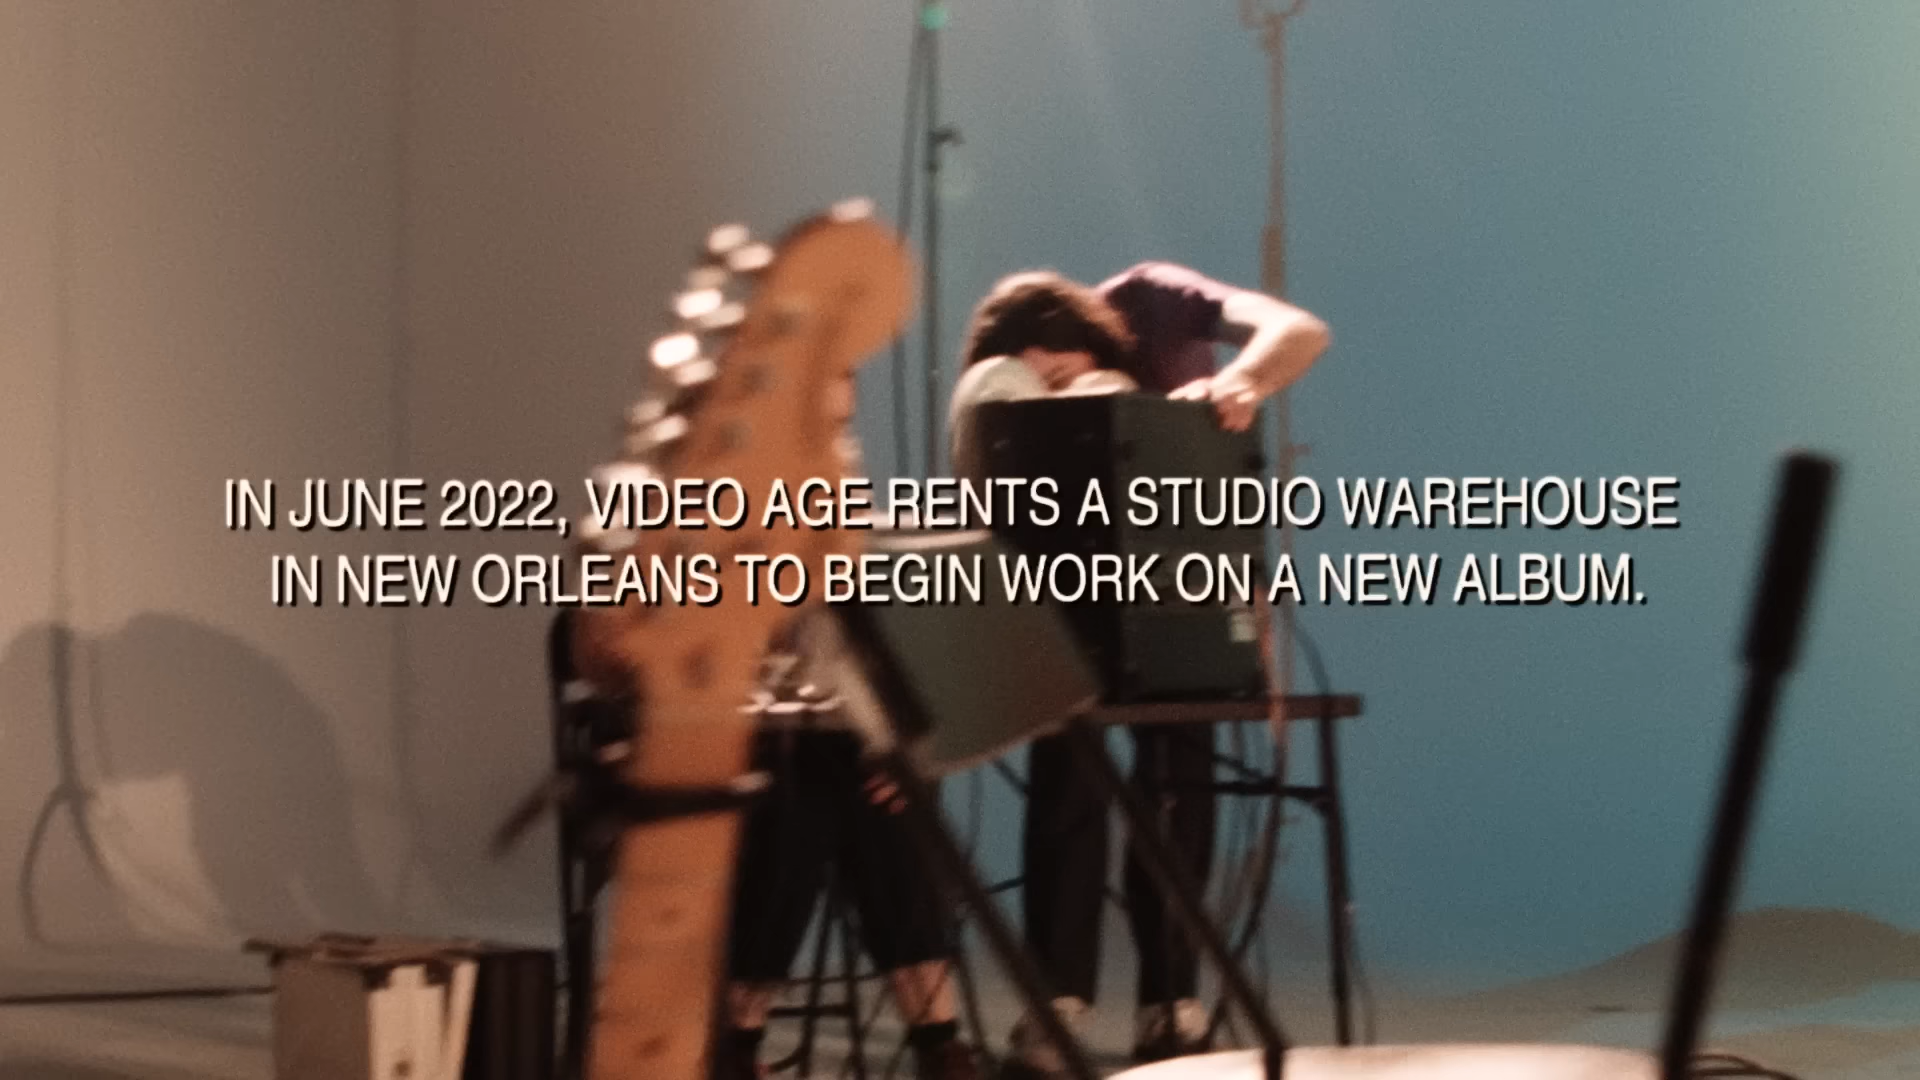 IN JUNE 2022, VIDEO AGE RENTS A STUDIO WAREHOUSE
IN NEW ORLEANS TO BEGIN WORK ON A NEW ALBUM.